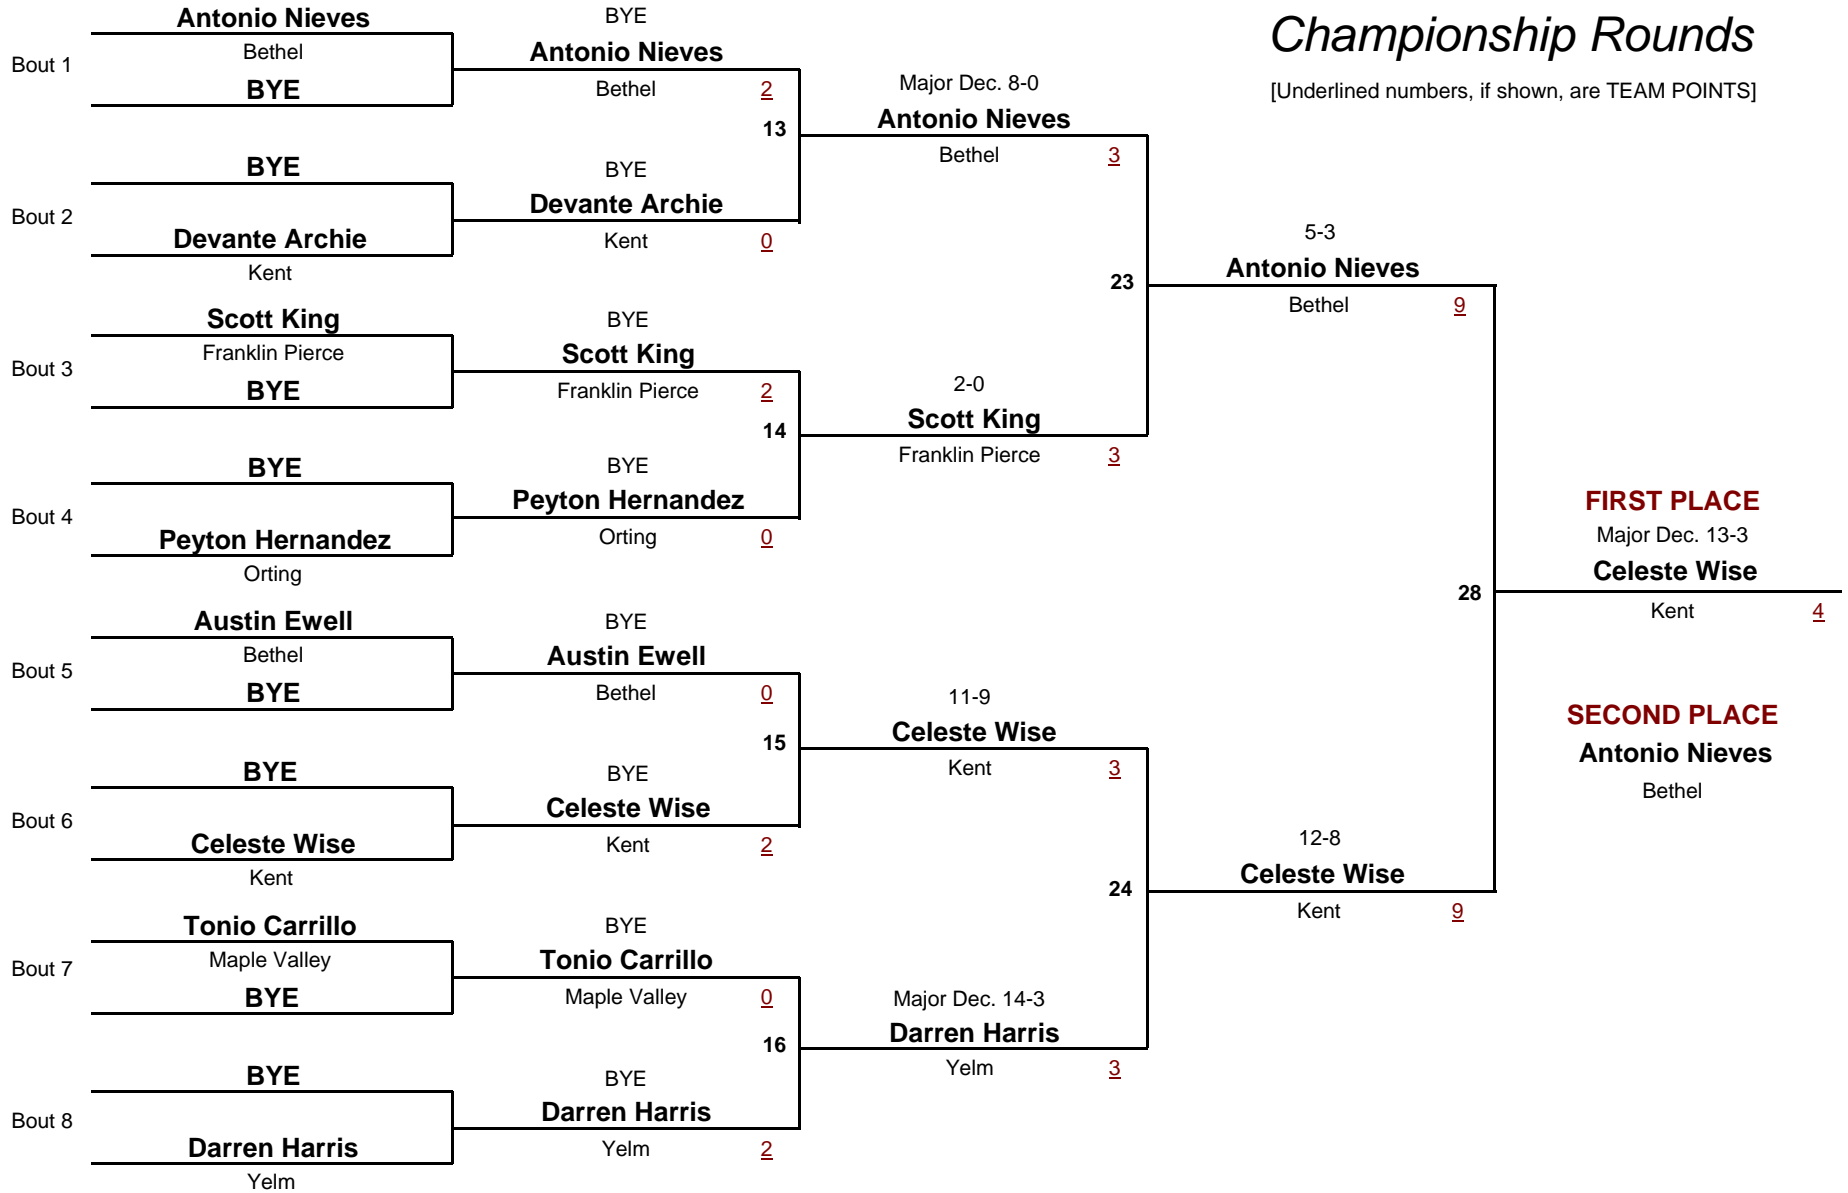 Championship Rounds
[Underlined numbers, if shown, are TEAM POINTS]
Bout 1
Antonio Nieves
Bethel
BYE
Bout 2
BYE
Devante Archie
Kent
Bout 3
Scott King
Franklin Pierce
BYE
Bout 4
BYE
Peyton Hernandez
Orting
Bout 5
Austin Ewell
Bethel
BYE
Bout 6
BYE
Celeste Wise
Kent
Bout 7
Tonio Carrillo
Maple Valley
BYE
Bout 8
BYE
Darren Harris
Yelm
BYE
Antonio Nieves
Bethel 2
13
BYE
Devante Archie
Kent 0
BYE
Scott King
Franklin Pierce 2
14
BYE
Peyton Hernandez
Orting 0
BYE
Austin Ewell
Bethel 0
15
BYE
Celeste Wise
Kent 2
BYE
Tonio Carrillo
Maple Valley 0
16
BYE
Darren Harris
Yelm 2
Major Dec. 8-0
Antonio Nieves
Bethel 3
23
2-0
Scott King
Franklin Pierce 3
11-9
Celeste Wise
Kent 3
24
Major Dec. 14-3
Darren Harris
Yelm 3
5-3
Antonio Nieves
Bethel 9
28
12-8
Celeste Wise
Kent 9
FIRST PLACE
Major Dec. 13-3
Celeste Wise
Kent 4
SECOND PLACE
Antonio Nieves
Bethel